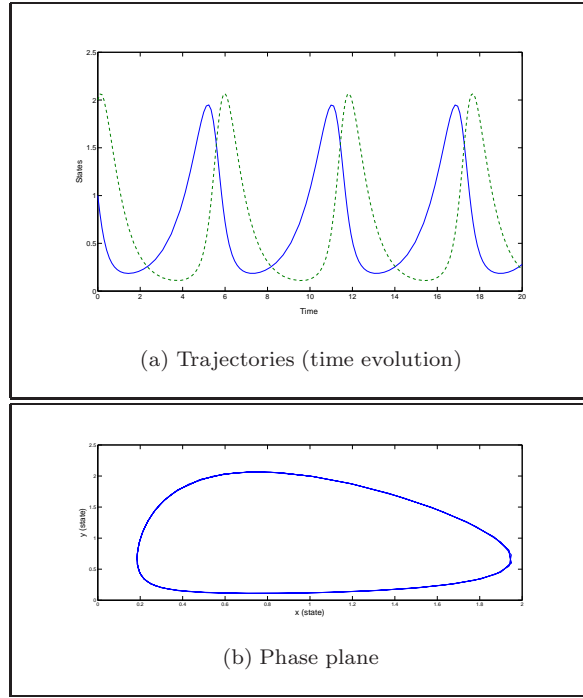 2.5
2
1.5
1
0.5
0
States
0 2 4 6 8 10 12 14 16 18 20
Time
(a) Trajectories (time evolution)
2.5
2
1.5
1
0.5
0
y (state)
0 0.2 0.4 0.6 0.8 1 1.2 1.4 1.6 1.8 2
x (state)
(b) Phase plane